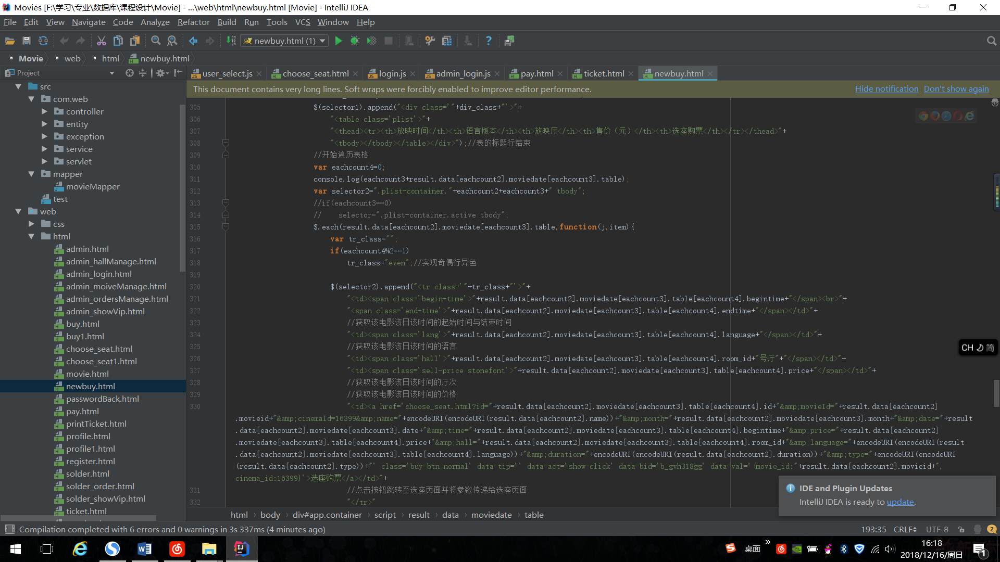 Movies [F:\学习\专业\数据库\课程设计\Movie] - ...\web\html\newbuy.html [Movie] - IntelliJ IDEA
File Edit View Navigate Code Analyze Refactor Build Run Tools VCS Window Help
newbuy.html (1)
Movie web html newbuy.html
Project
user_select.js choose_seat.html login.js admin_login.js pay.html ticket.html newbuy.html
This document contains very long lines. Soft wraps were forcibly enabled to improve editor performance. Hide notification Don't show again
src
com.web
controller
entity
exception
service
servlet
mapper
movieMapper
test
web
css
html
admin.html
admin_hallManage.html
admin_login.html
admin_moiveManage.html
admin_ordersManage.html
admin_showVip.html
buy.html
buy1.html
choose_seat.html
choose_seat1.html
movie.html
newbuy.html
passwordBack.html
pay.html
printTicket.html
profile.html
profile1.html
register.html
solder.html
solder_order.html
solder_showVip.html
ticket.html
305 $(selector1).append("<div class='"+div_class+"'>"+
306 "<table class='plist'>"+
307 "<thead><tr><th>放映时间</th><th>语言版本</th><th>放映厅</th><th>售价（元）</th><th>选座购票</th></tr></thead>"+
308 "<tbody></tbody></table></div>");//表的标题行结束
309 //开始遍历表格
310 var eachcount4=0;
311 console.log(eachcount3+result.data[eachcount2].moviedate[eachcount3].table);
312 var selector2=".plist-container."+eachcount2+eachcount3+" tbody";
313 //if(eachcount3==0)
314 // selector=".plist-container.active tbody";
315 $.each(result.data[eachcount2].moviedate[eachcount3].table,function(j,item){
316 var tr_class="";
317 if(eachcount4%2==1)
318 tr_class="even";//实现奇偶行异色
319
320 $(selector2).append("<tr class='"+tr_class+"'>"+
321 "<td><span class='begin-time'>"+result.data[eachcount2].moviedate[eachcount3].table[eachcount4].begintime+"</span><br>"+
322 "<span class='end-time'>"+result.data[eachcount2].moviedate[eachcount3].table[eachcount4].endtime+"</span></td>"+
323 //获取该电影该日该时间的起始时间与结束时间
324 "<td><span class='lang'>"+result.data[eachcount2].moviedate[eachcount3].table[eachcount4].language+"</span></td>"+
325 //获取该电影该日该时间的语言
326 "<td><span class='hall'>"+result.data[eachcount2].moviedate[eachcount3].table[eachcount4].room_id+"号厅"+"</span></td>"+
327 "<td><span class='sell-price stonefont'>"+result.data[eachcount2].moviedate[eachcount3].table[eachcount4].price+"</span></td>"+
328 //获取该电影该日该时间的厅次
329 //获取该电影该日该时间的价格
330 "<td><a href='choose_seat.html?id="+result.data[eachcount2].moviedate[eachcount3].table[eachcount4].id+"&amp;movieId="+result.data[eachcount2]
.movieid+"&amp;cinemaId=16399&amp;name="+encodeURI(encodeURI(result.data[eachcount2].name))+"&amp;month="+result.data[eachcount2].moviedate[eachcount3].month+"&amp;date="+result
.data[eachcount2].moviedate[eachcount3].date+"&amp;time="+result.data[eachcount2].moviedate[eachcount3].table[eachcount4].begintime+"&amp;price="+result.data[eachcount2]
.moviedate[eachcount3].table[eachcount4].price+"&amp;hall="+result.data[eachcount2].moviedate[eachcount3].table[eachcount4].room_id+"&amp;language="+encodeURI(encodeURI(result
.data[eachcount2].moviedate[eachcount3].table[eachcount4].language))+"&amp;duration="+encodeURI(encodeURI(result.data[eachcount2].duration))+"&amp;type="+encodeURI(encodeURI
(result.data[eachcount2].type))+"' class='buy-btn normal' data-tip='' data-act='show-click' data-bid='b_gvh318gg' data-val='{movie_id:"+result.data[eachcount2].movieid+",
cinema_id:16399}'>选座购票</a></td>"+
331 //点击按钮跳转至选座页面并将参数传递给选座页面
332 "</tr>"
CH 简
IDE and Plugin Updates
IntelliJ IDEA is ready to update.
html body div#app.container script result data moviedate table
Compilation completed with 6 errors and 0 warnings in 3s 337ms (4 minutes ago) 193:35 CRLF UTF-8 2
桌面 16:18
2018/12/16/周日 1